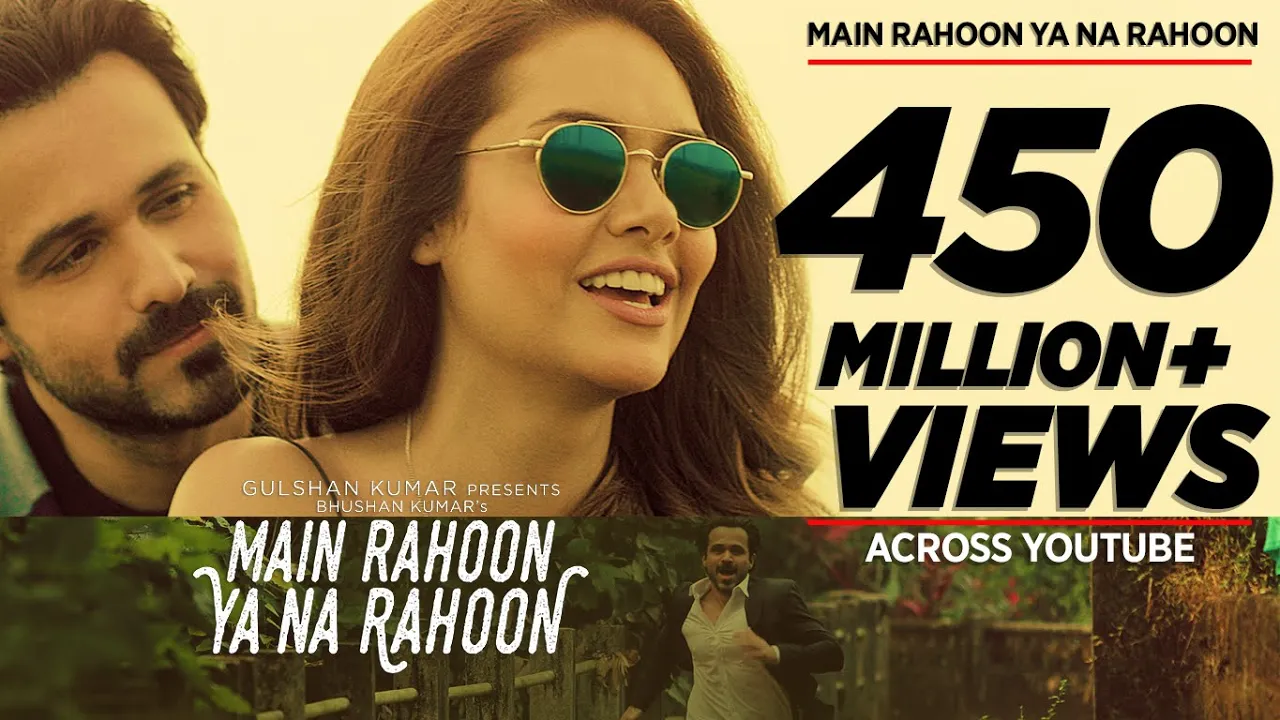 MAIN RAHOON YA NA RAHOON
450
MILLION+
VIEWS
ACROSS YOUTUBE
GULSHAN KUMAR PRESENTS
BHUSHAN KUMAR's
MAIN RAHOON
YA NA RAHOON